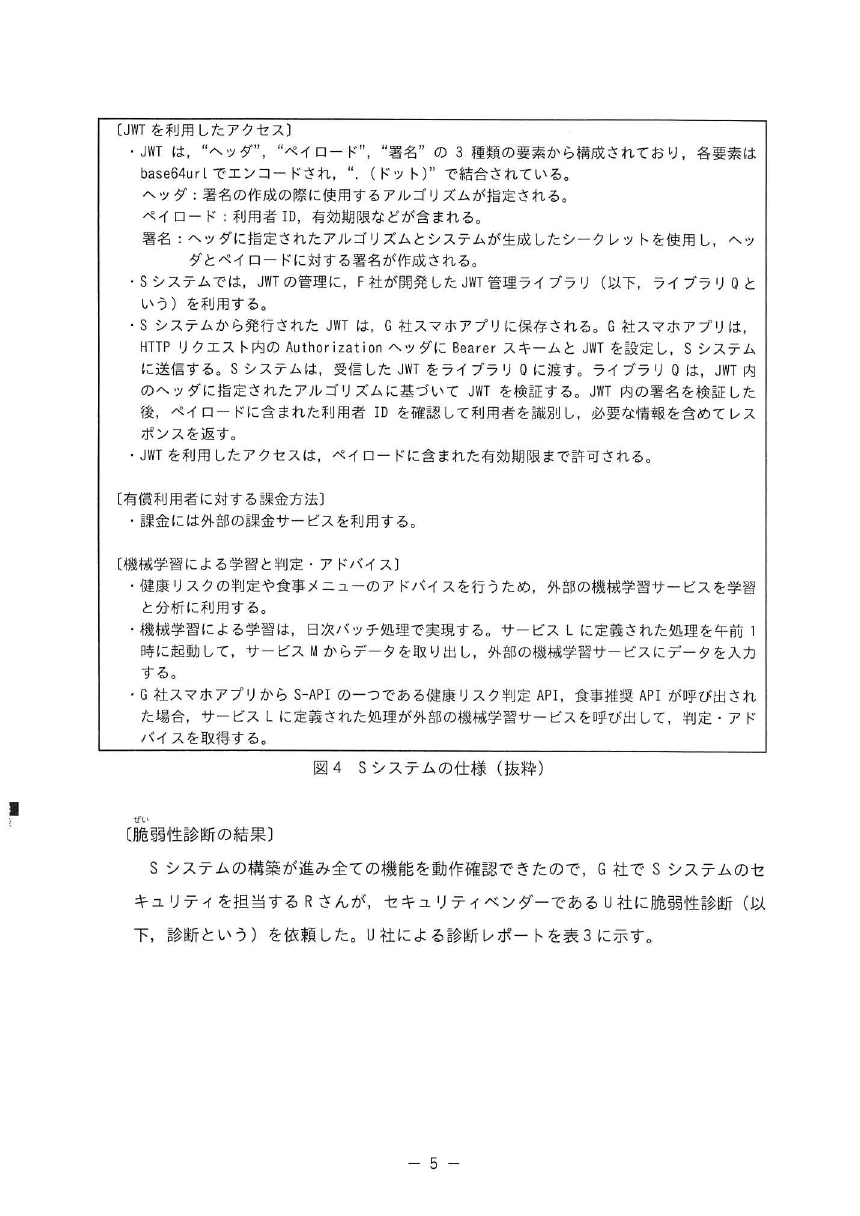 〔JWT を利用したアクセス〕
・JWT は，“ヘッダ”，“ペイロード”，“署名” の 3 種類の要素から構成されており，各要素は
base64url でエンコードされ，“．（ドット）” で結合されている。
ヘッダ：署名の作成の際に使用するアルゴリズムが指定される。
ペイロード：利用者 ID，有効期限などが含まれる。
署名：ヘッダに指定されたアルゴリズムとシステムが生成したシークレットを使用し，ヘッ
ダとペイロードに対する署名が作成される。
・S システムでは，JWT の管理に，F 社が開発した JWT 管理ライブラリ（以下，ライブラリ Q と
いう）を利用する。
・S システムから発行された JWT は，G 社スマホアプリに保存される。G 社スマホアプリは，
HTTP リクエスト内の Authorization ヘッダに Bearer スキームと JWT を設定し，S システム
に送信する。S システムは，受信した JWT をライブラリ Q に渡す。ライブラリ Q は，JWT 内
のヘッダに指定されたアルゴリズムに基づいて JWT を検証する。JWT 内の署名を検証した
後，ペイロードに含まれた利用者 ID を確認して利用者を識別し，必要な情報を含めてレス
ポンスを返す。
・JWT を利用したアクセスは，ペイロードに含まれた有効期限まで許可される。
〔有償利用者に対する課金方法〕
・課金には外部の課金サービスを利用する。
〔機械学習による学習と判定・アドバイス〕
・健康リスクの判定や食事メニューのアドバイスを行うため，外部の機械学習サービスを学習
と分析に利用する。
・機械学習による学習は，日次バッチ処理で実現する。サービス L に定義された処理を午前 1
時に起動して，サービス M からデータを取り出し，外部の機械学習サービスにデータを入力
する。
・G 社スマホアプリから S-API の一つである健康リスク判定 API，食事推奨 API が呼び出され
た場合，サービス L に定義された処理が外部の機械学習サービスを呼び出して，判定・アド
バイスを取得する。
図 4 S システムの仕様（抜粋）
ぜい
〔脆弱性診断の結果〕
S システムの構築が進み全ての機能を動作確認できたので，G 社で S システムのセ
キュリティを担当する R さんが，セキュリティベンダーである U 社に脆弱性診断（以
下，診断という）を依頼した。U 社による診断レポートを表 3 に示す。
— 5 —